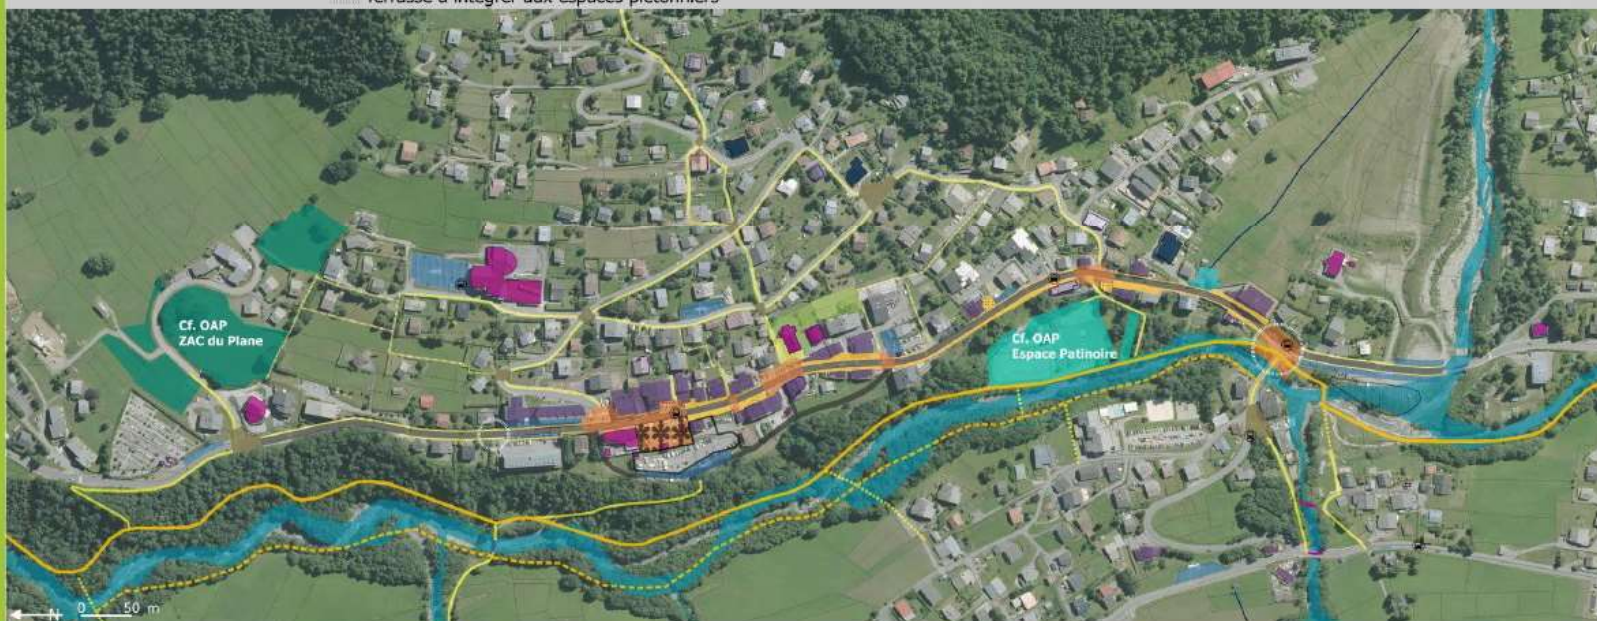 Terrasse à intégrer aux espaces piétonniers
Cf. OAP
ZAC du Plane
Cf. OAP
Espace Patinoire
N
0 50 m